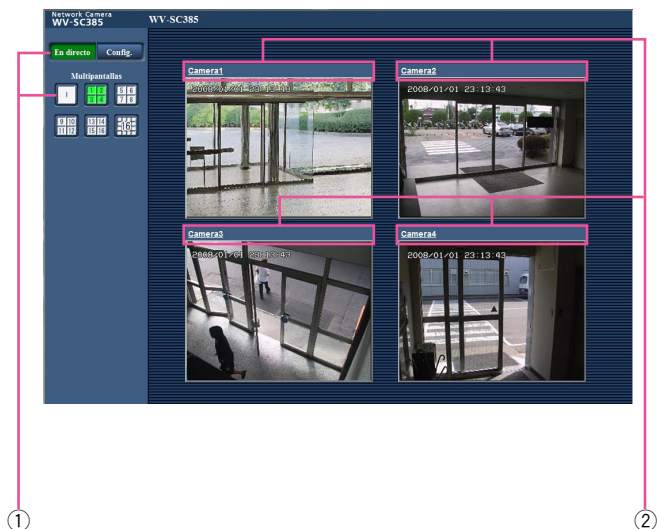 Network Camera
WV-SC385
WV-SC385
En directo Config.
Multipantallas
1
1 2
3 4
5 6
7 8
9 10
11 12
13 14
15 16
16
Camera1
2008/01/01 23:13:43
Camera2
2008/01/01 23:13:43
Camera3
2008/01/01 23:13:43
Camera4
2008/01/01 23:13:43
① ②